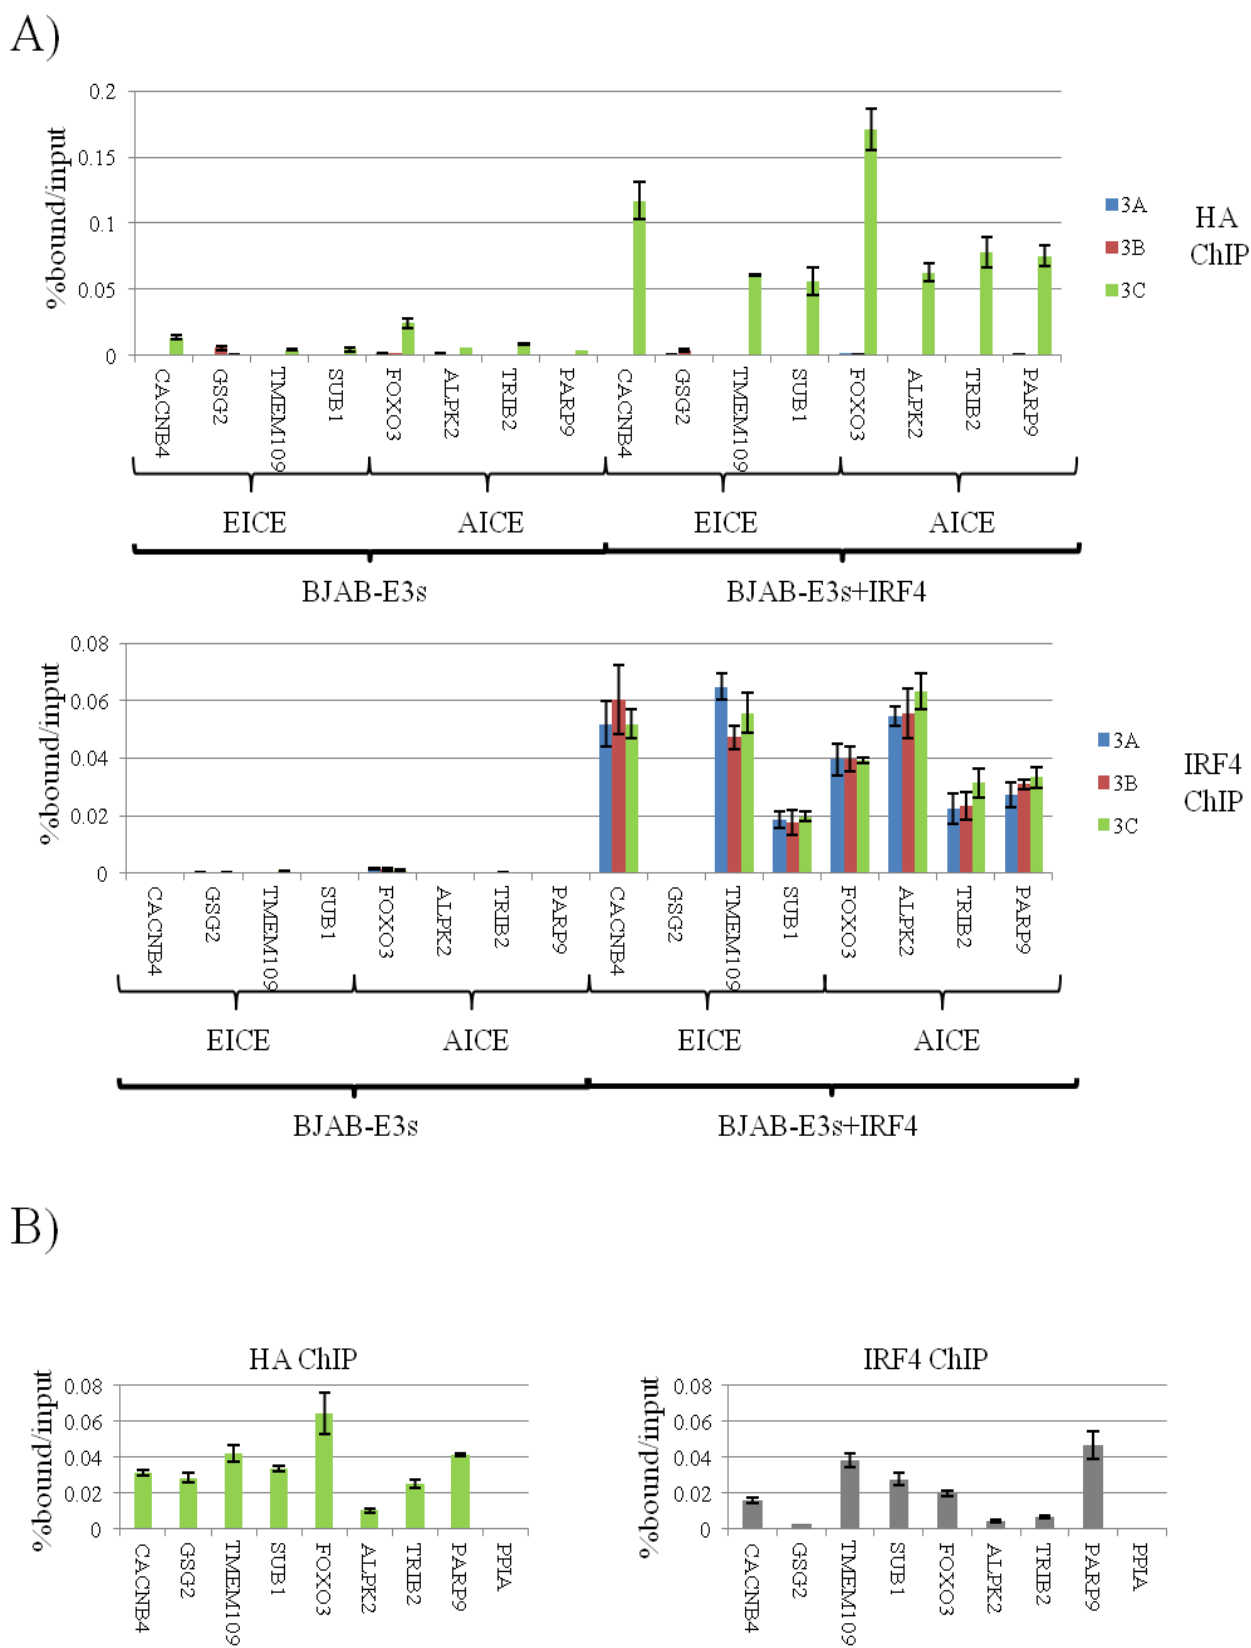 A)
0.2
0.15
0.1
0.05
0
%bound/input
3A
3B
3C
HA
ChIP
CACNB4
GSG2
TMEM109
SUB1
FOXO3
ALPK2
TRIB2
PARP9
CACNB4
GSG2
TMEM109
SUB1
FOXO3
ALPK2
TRIB2
PARP9
EICE AICE EICE AICE
BJAB-E3s BJAB-E3s+IRF4
0.08
0.06
0.04
0.02
0
%bound/input
3A
3B
3C
IRF4
ChIP
CACNB4
GSG2
TMEM109
SUB1
FOXO3
ALPK2
TRIB2
PARP9
CACNB4
GSG2
TMEM109
SUB1
FOXO3
ALPK2
TRIB2
PARP9
EICE AICE EICE AICE
BJAB-E3s BJAB-E3s+IRF4
B)
HA ChIP
0.08
0.06
0.04
0.02
0
%bound/input
CACNB4
GSG2
TMEM109
SUB1
FOXO3
ALPK2
TRIB2
PARP9
PPIA
IRF4 ChIP
0.08
0.06
0.04
0.02
0
%bound/input
CACNB4
GSG2
TMEM109
SUB1
FOXO3
ALPK2
TRIB2
PARP9
PPIA